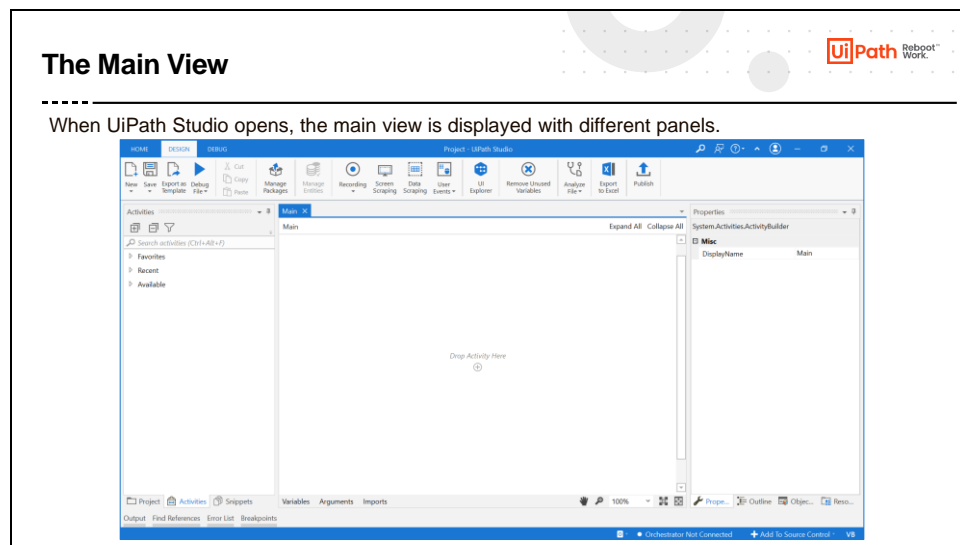 The Main View
UiPath Reboot™ Work.
When UiPath Studio opens, the main view is displayed with different panels.
HOME DESIGN DEBUG Project - UiPath Studio
New Save Export as Template Debug File Cut Copy Paste Manage Packages Manage Entities Recording Screen Scraping Data Scraping User Events UI Explorer Remove Unused Variables Analyze File Export to Excel Publish
Activities
Main
Properties
Main Expand All Collapse All
System.Activities.ActivityBuilder
Search activities (Ctrl+Alt+F)
Misc
Favorites
DisplayName Main
Recent
Available
Drop Activity Here
Project Activities Snippets
Variables Arguments Imports 100%
Prope... Outline Objec... Reso...
Output Find References Error List Breakpoints
Orchestrator Not Connected Add To Source Control VB